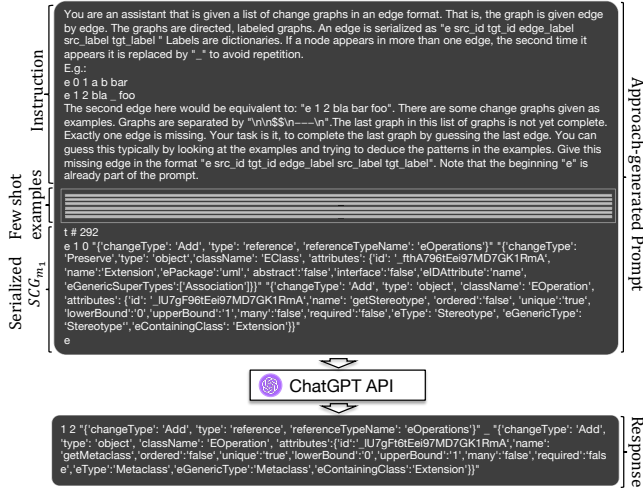 Instruction
Few shot
examples
Serialized
SCG_{m_1}
Approach-generated Prompt
You are an assistant that is given a list of change graphs in an edge format. That is, the graph is given edge
by edge. The graphs are directed, labeled graphs. An edge is serialized as "e src_id tgt_id edge_label
src_label tgt_label " Labels are dictionaries. If a node appears in more than one edge, the second time it
appears it is replaced by "_" to avoid repetition.
E.g.:
e 0 1 a b bar
e 1 2 bla _ foo
The second edge here would be equivalent to: "e 1 2 bla bar foo". There are some change graphs given as
examples. Graphs are separated by "\n\n$$\n---\n".The last graph in this list of graphs is not yet complete.
Exactly one edge is missing. Your task is it, to complete the last graph by guessing the last edge. You can
guess this typically by looking at the examples and trying to deduce the patterns in the examples. Give this
missing edge in the format "e src_id tgt_id edge_label src_label tgt_label". Note that the beginning "e" is
already part of the prompt.
t # 292
e 1 0 "{'changeType': 'Add', 'type': 'reference', 'referenceTypeName': 'eOperations'}" "{'changeType':
'Preserve','type': 'object','className': 'EClass', 'attributes': {'id': '_fthA796tEei97MD7GK1RmA',
'name':'Extension','ePackage':'uml',' abstract':'false','interface':'false','eIDAttribute':'name',
'eGenericSuperTypes':['Association']}}" "{'changeType': 'Add', 'type': 'object', 'className': 'EOperation',
'attributes': {'id': '_lU7gF96tEei97MD7GK1RmA','name': 'getStereotype', 'ordered':'false', 'unique':'true',
'lowerBound':'0','upperBound':'1','many':'false','required':'false', 'eType': 'Stereotype', 'eGenericType':
'Stereotype'','eContainingClass': 'Extension'}}"
e
ChatGPT API
1 2 "{'changeType': 'Add', 'type': 'reference', 'referenceTypeName': 'eOperations'}" _ "{'changeType': 'Add',
'type': 'object', 'className': 'EOperation', 'attributes':{'id':'_lU7gFt6tEei97MD7GK1RmA','name':
'getMetaclass','ordered':'false','unique':'true','lowerBound':'0','upperBound':'1','many':'false','required':'fals
e','eType':'Metaclass','eGenericType':'Metaclass','eContainingClass':'Extension'}}"
Response